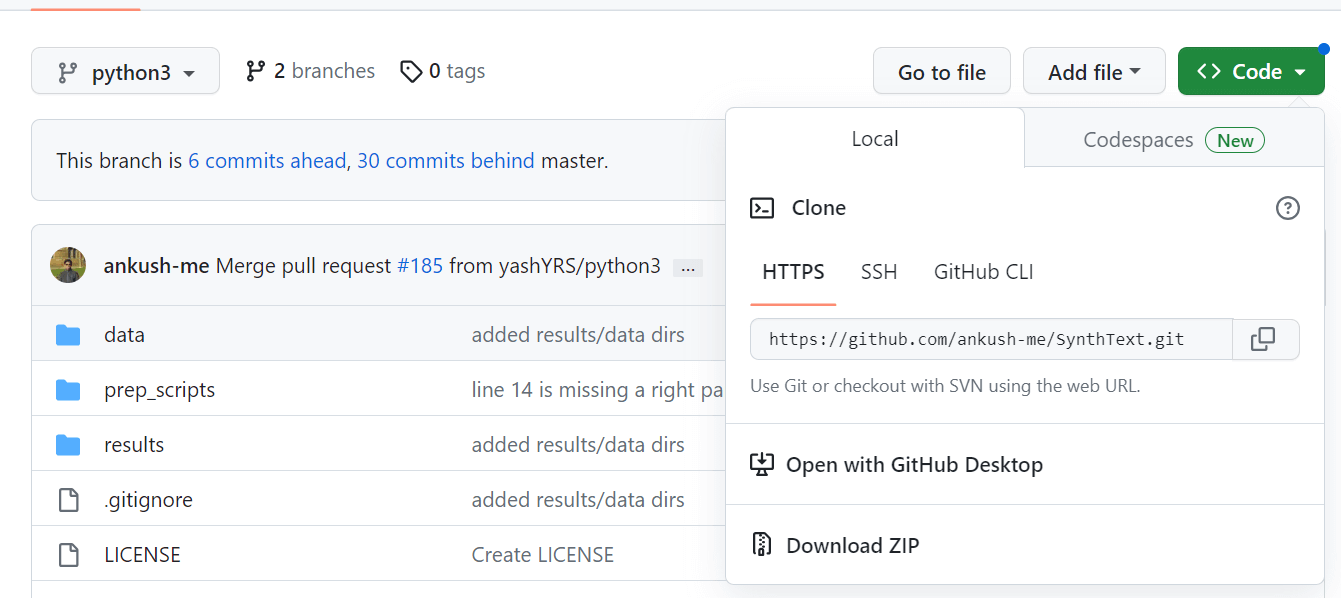 python3
2 branches
0 tags
Go to file
Add file
Code
This branch is 6 commits ahead, 30 commits behind master.
ankush-me Merge pull request #185 from yashYRS/python3 ...
data added results/data dirs
prep_scripts line 14 is missing a right pa
results added results/data dirs
.gitignore added results/data dirs
LICENSE Create LICENSE
Local
Codespaces New
Clone
HTTPS SSH GitHub CLI
https://github.com/ankush-me/SynthText.git
Use Git or checkout with SVN using the web URL.
Open with GitHub Desktop
Download ZIP